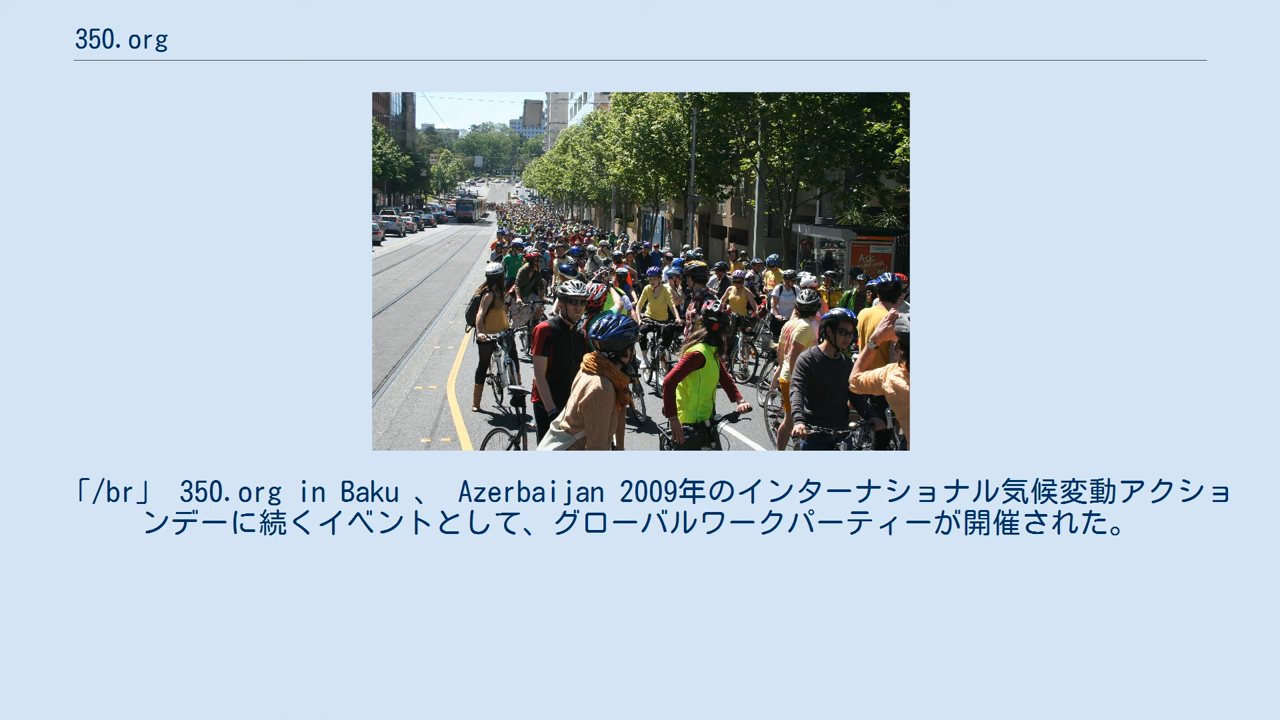 350.org
「/br」 350.org in Baku 、 Azerbaijan 2009年のインターナショナル気候変動アクショ
ンデーに続くイベントとして、グローバルワークパーティーが開催された。